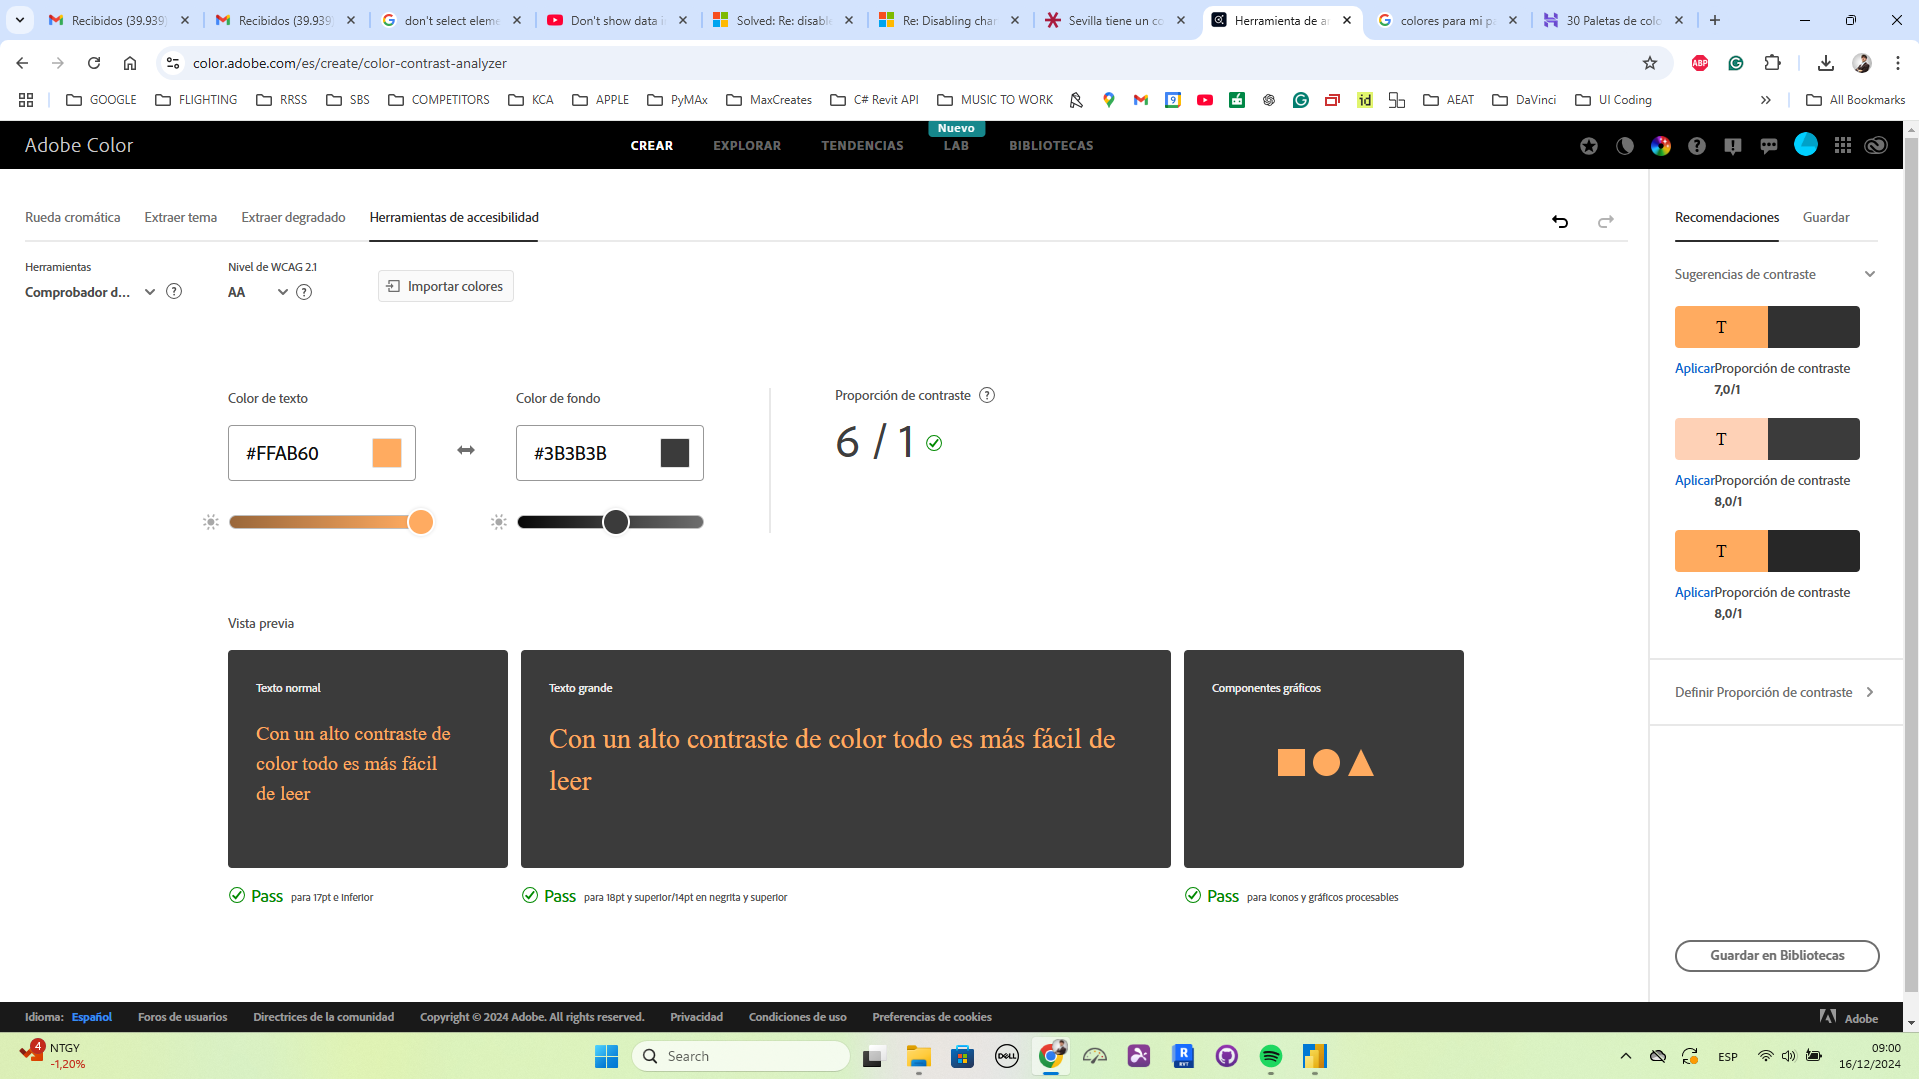 Recibidos (39.939)
Recibidos (39.939)
don't select eleme
Don't show data i
Solved: Re: disable
Re: Disabling char
Sevilla tiene un co
Herramienta de a
colores para mi pa
30 Paletas de colo
color.adobe.com/es/create/color-contrast-analyzer
ABP
GOOGLE
FLIGHTING
RRSS
SBS
COMPETITORS
KCA
APPLE
PyMAx
MaxCreates
C# Revit API
MUSIC TO WORK
AEAT
DaVinci
UI Coding
All Bookmarks
Adobe Color
CREAR
EXPLORAR
TENDENCIAS
Nuevo
LAB
BIBLIOTECAS
Rueda cromática
Extraer tema
Extraer degradado
Herramientas de accesibilidad
Herramientas
Comprobador d...
Nivel de WCAG 2.1
AA
Importar colores
Color de texto
#FFAB60
Color de fondo
#3B3B3B
Proporción de contraste
6 / 1
Vista previa
Texto normal
Con un alto contraste de
color todo es más fácil
de leer
Pass para 17pt e inferior
Texto grande
Con un alto contraste de color todo es más fácil de
leer
Pass para 18pt y superior/14pt en negrita y superior
Componentes gráficos
Pass para iconos y gráficos procesables
Recomendaciones
Guardar
Sugerencias de contraste
T
AplicarProporción de contraste
7,0/1
T
AplicarProporción de contraste
8,0/1
T
AplicarProporción de contraste
8,0/1
Definir Proporción de contraste
Guardar en Bibliotecas
Idioma: Español
Foros de usuarios
Directrices de la comunidad
Copyright © 2024 Adobe. All rights reserved.
Privacidad
Condiciones de uso
Preferencias de cookies
Adobe
4
NTGY
-1,20%
Search
DELL
ESP
09:00
16/12/2024